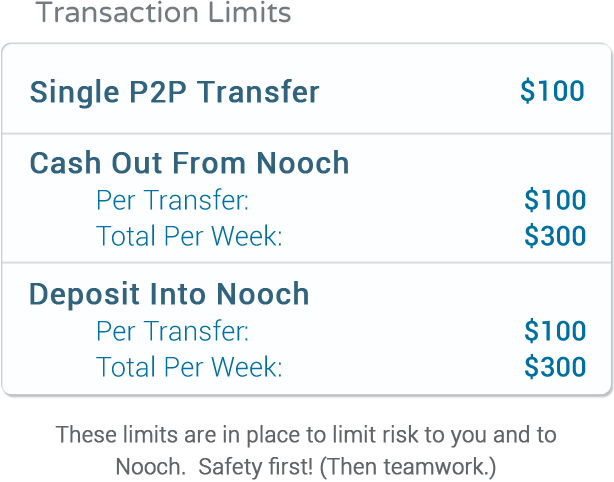 Transaction Limits
Single P2P Transfer $100
Cash Out From Nooch
Per Transfer: $100
Total Per Week: $300
Deposit Into Nooch
Per Transfer: $100
Total Per Week: $300
These limits are in place to limit risk to you and to
Nooch. Safety first! (Then teamwork.)